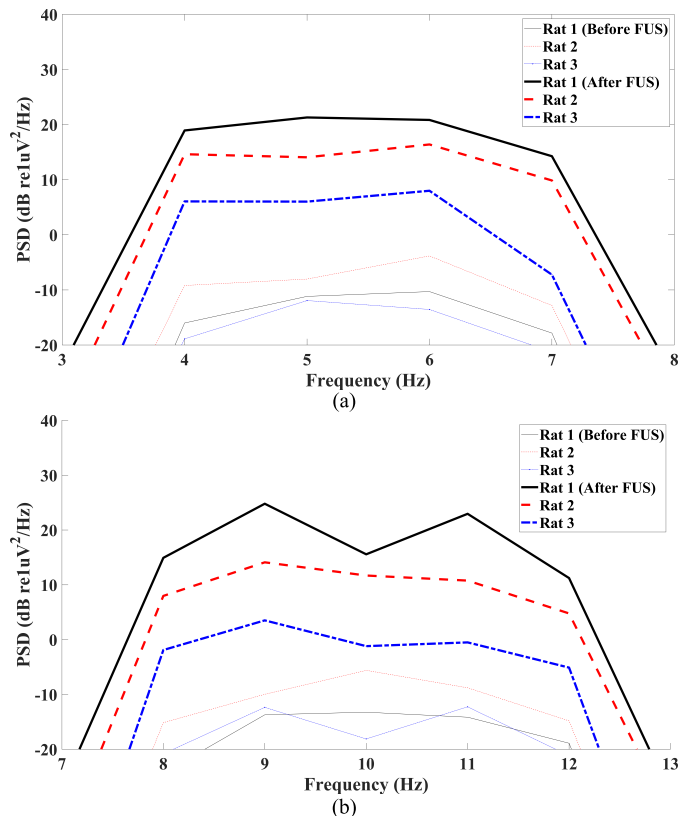 40
30
20
10
0
-10
-20
PSD (dB re1uV²/Hz)
Rat 1 (Before FUS)
Rat 2
Rat 3
Rat 1 (After FUS)
Rat 2
Rat 3
3 4 5 6 7 8
Frequency (Hz)
(a)
40
30
20
10
0
-10
-20
PSD (dB re1uV²/Hz)
Rat 1 (Before FUS)
Rat 2
Rat 3
Rat 1 (After FUS)
Rat 2
Rat 3
7 8 9 10 11 12 13
Frequency (Hz)
(b)